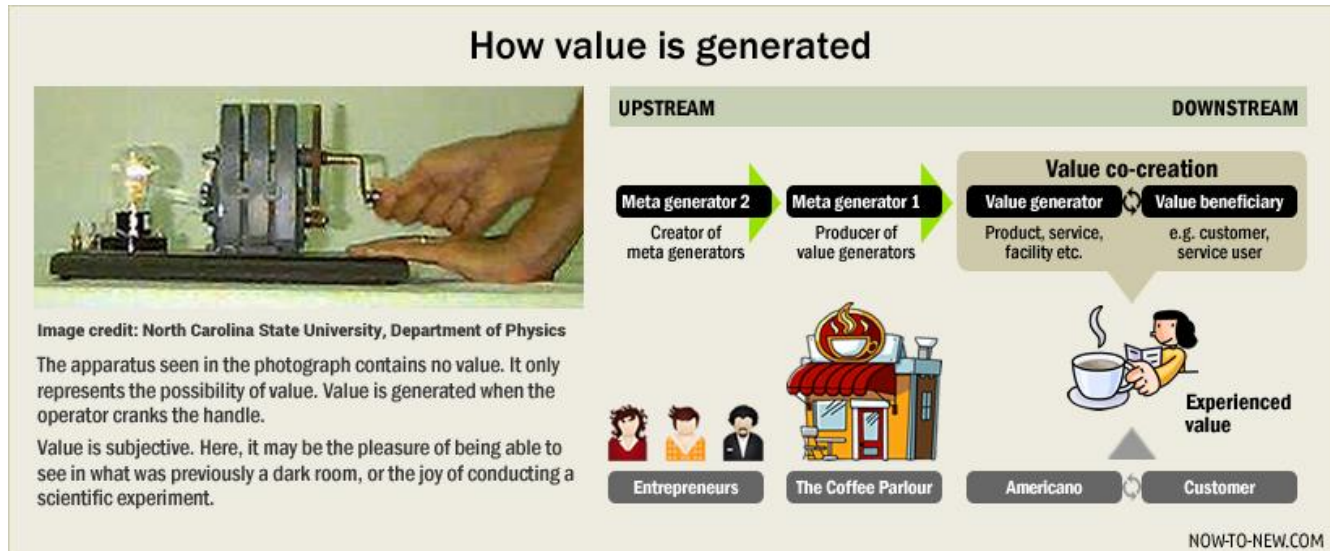 How value is generated
Image credit: North Carolina State University, Department of Physics
The apparatus seen in the photograph contains no value. It only
represents the possibility of value. Value is generated when the
operator cranks the handle.
Value is subjective. Here, it may be the pleasure of being able to
see in what was previously a dark room, or the joy of conducting a
scientific experiment.
UPSTREAM
DOWNSTREAM
Value co-creation
Meta generator 2
Meta generator 1
Value generator
Value beneficiary
Creator of
meta generators
Producer of
value generators
Product, service,
facility etc.
e.g. customer,
service user
Experienced
value
Entrepreneurs
The Coffee Parlour
Americano
Customer
NOW-TO-NEW.COM